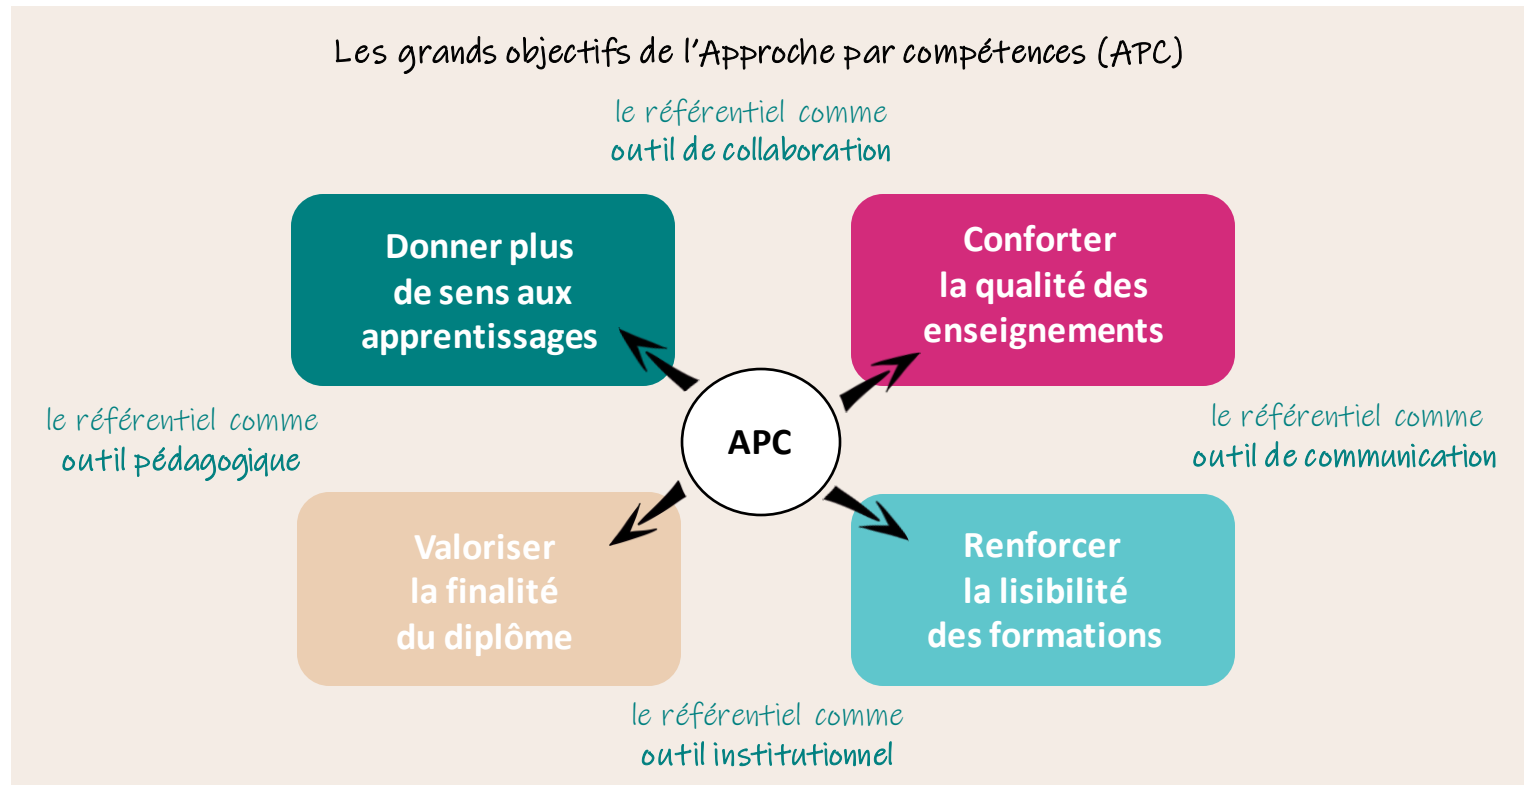 Les grands objectifs de l'Approche par compétences (APC)
le référentiel comme
outil de collaboration
Donner plus
de sens aux
apprentissages
Conforter
la qualité des
enseignements
le référentiel comme
outil pédagogique
APC
le référentiel comme
outil de communication
Valoriser
la finalité
du diplôme
Renforcer
la lisibilité
des formations
le référentiel comme
outil institutionnel